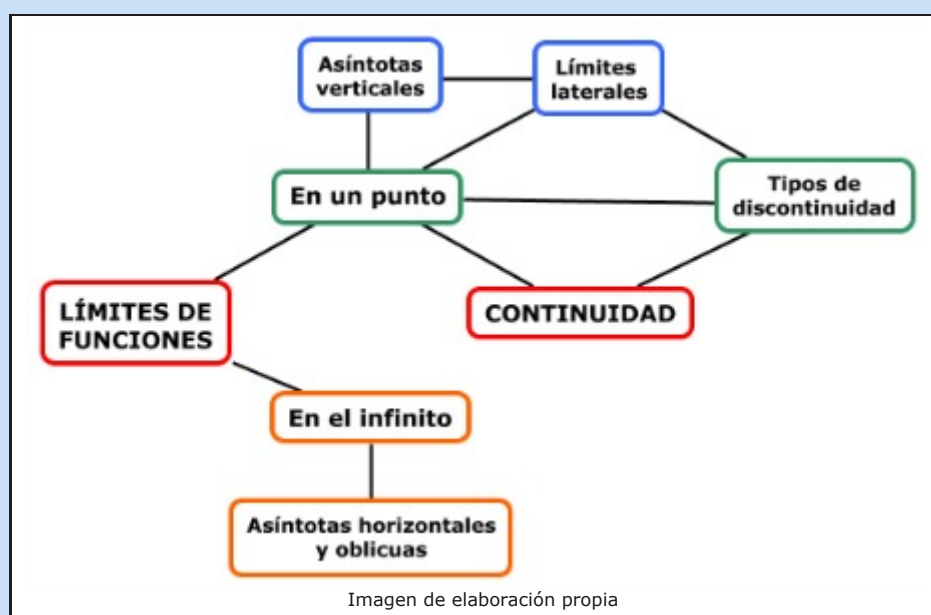 Asíntotas
verticales
Límites
laterales
En un punto
Tipos de
discontinuidad
LÍMITES DE
FUNCIONES
CONTINUIDAD
En el infinito
Asíntotas horizontales
y oblicuas
Imagen de elaboración propia